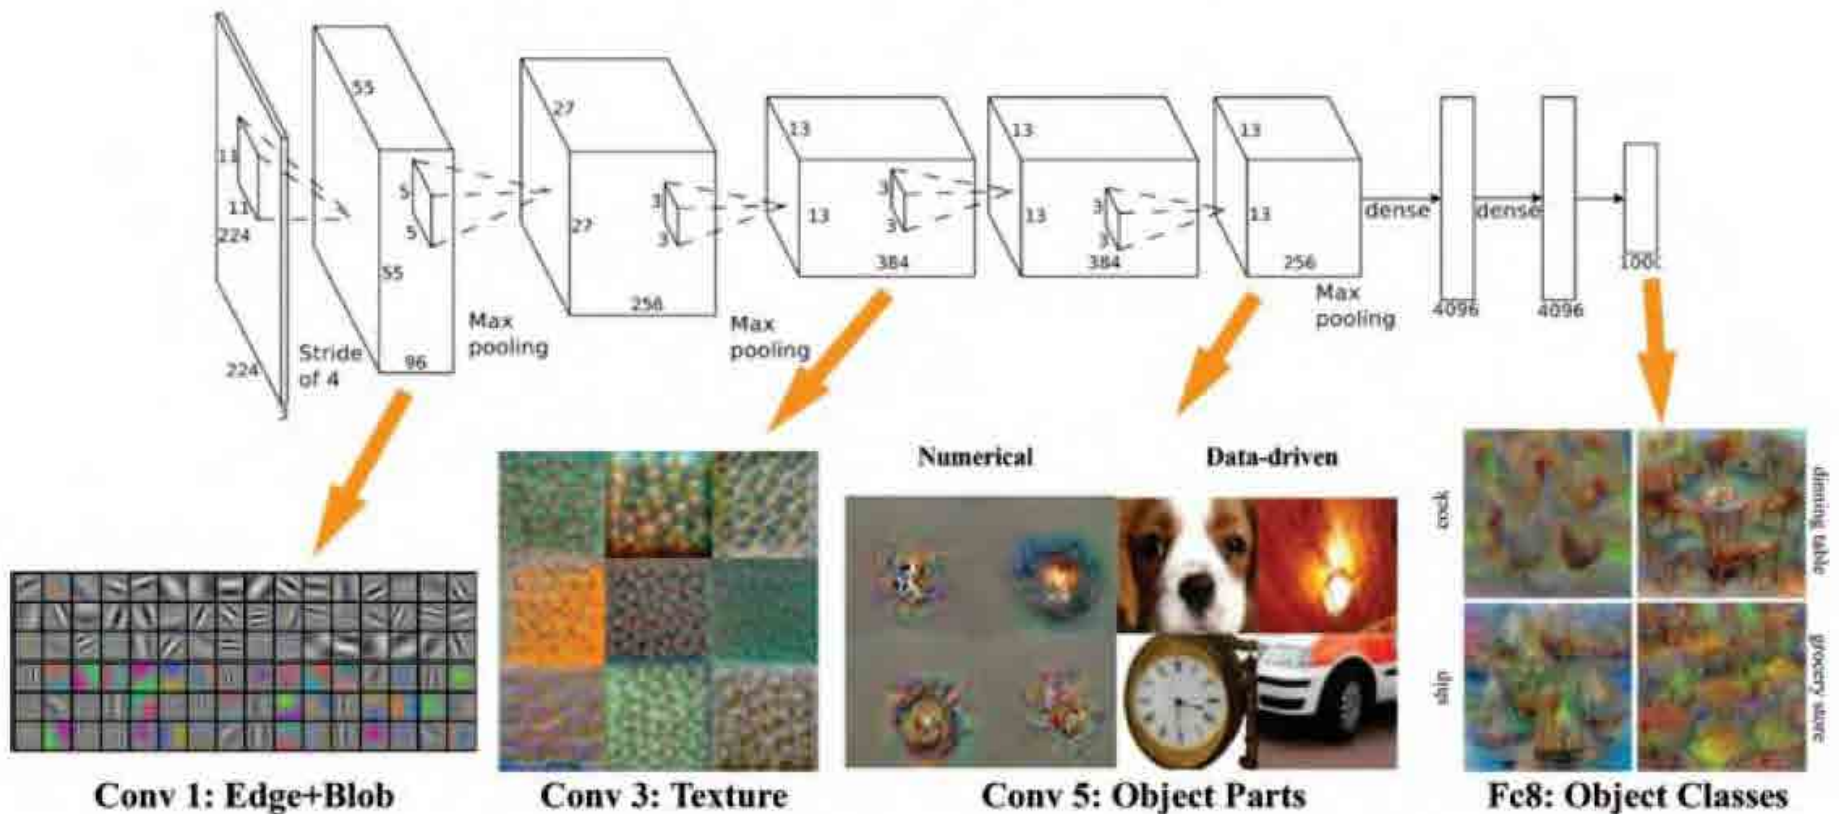 55
27
13
13
13
11
5
3
3
3
11
5
3
3
3
224
55
27
13
13
13
dense
dense
384
384
256
1000
256
96
224
3
Stride
of 4
Max
pooling
Max
pooling
Max
pooling
4096
4096
Numerical
Data-driven
cock
dinning table
ship
grocery store
Conv 1: Edge+Blob
Conv 3: Texture
Conv 5: Object Parts
Fc8: Object Classes